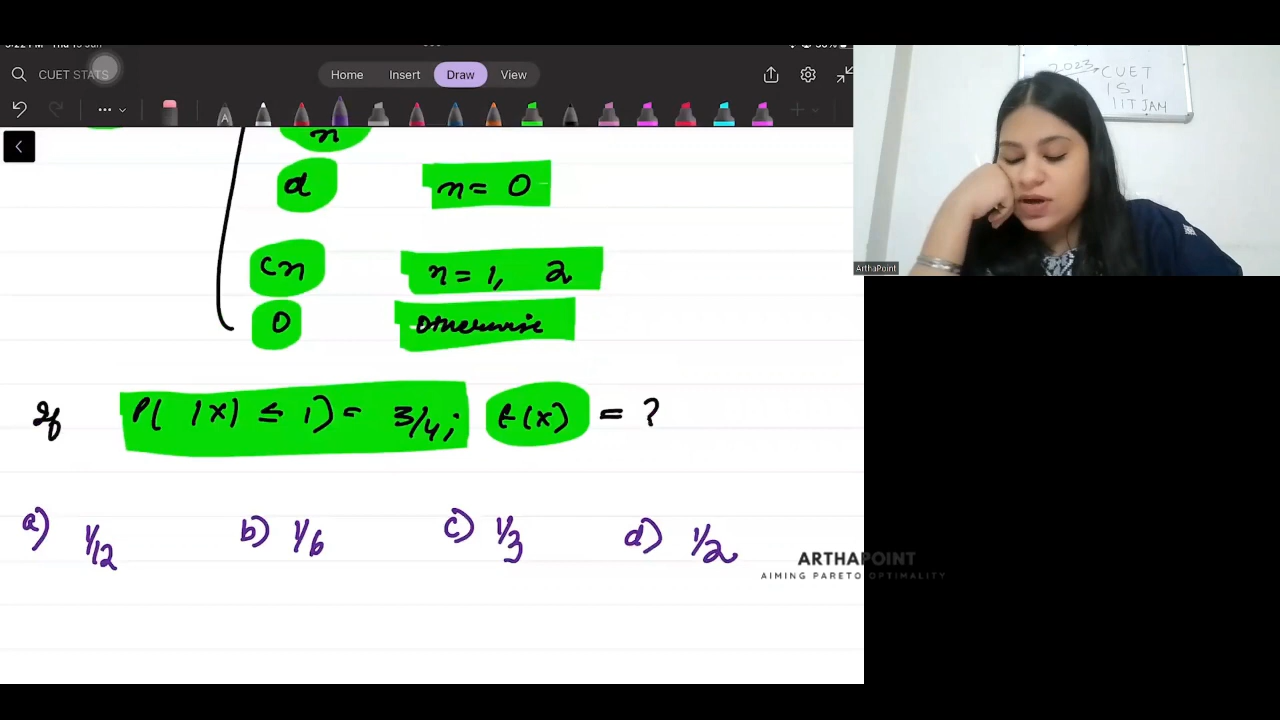 CUET STATS
Home Insert Draw View
2023
CUET
ISI
IIT JAM
n
d n = 0
cn n = 1, 2
0 Otherwise
If P( |X| ≤ 1) = 3/4; E(X) = ?
a) 1/12 b) 1/6 c) 1/3 d) 1/2
ArthaPoint
ARTHAPOINT
AIMING PARETO OPTIMALITY